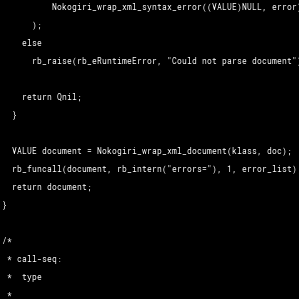 Nokogiri_wrap_xml_syntax_error((VALUE)NULL, error)
);
else
rb_raise(rb_eRuntimeError, "Could not parse document"
return Qnil;
}
VALUE document = Nokogiri_wrap_xml_document(klass, doc);
rb_funcall(document, rb_intern("errors="), 1, error_list)
return document;
}
/*
* call-seq:
*  type
*